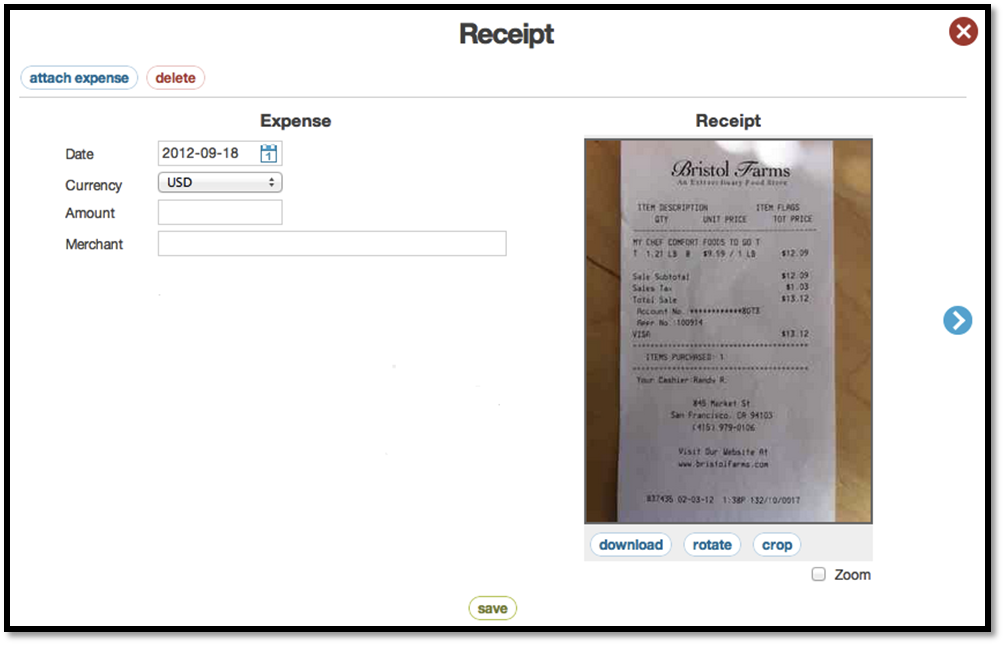 Receipt
attach expense delete
Expense
Date 2012-09-18 1
Currency USD
Amount
Merchant
Receipt
Bristol Farms
An Extraordinary Food Store
ITEM DESCRIPTION ITEM FLAGS
QTY UNIT PRICE TOT PRICE
MY CHEF COMFORT FOODS TO GO T
T 1.21 LB @ $9.99 / 1 LB $12.09
Sale Subtotal $12.09
Sales Tax $1.03
Total Sale $13.12
Account No.:************8073
Appr No.:100914
VISA $13.12
ITEMS PURCHASED: 1
Your Cashier:Randy R.
845 Market St
San Francisco, CA 94103
(415) 979-0106
Visit Our Website At
www.bristolfarms.com
837435 02-03-12 1:38P 132/10/0017
download rotate crop
Zoom
save